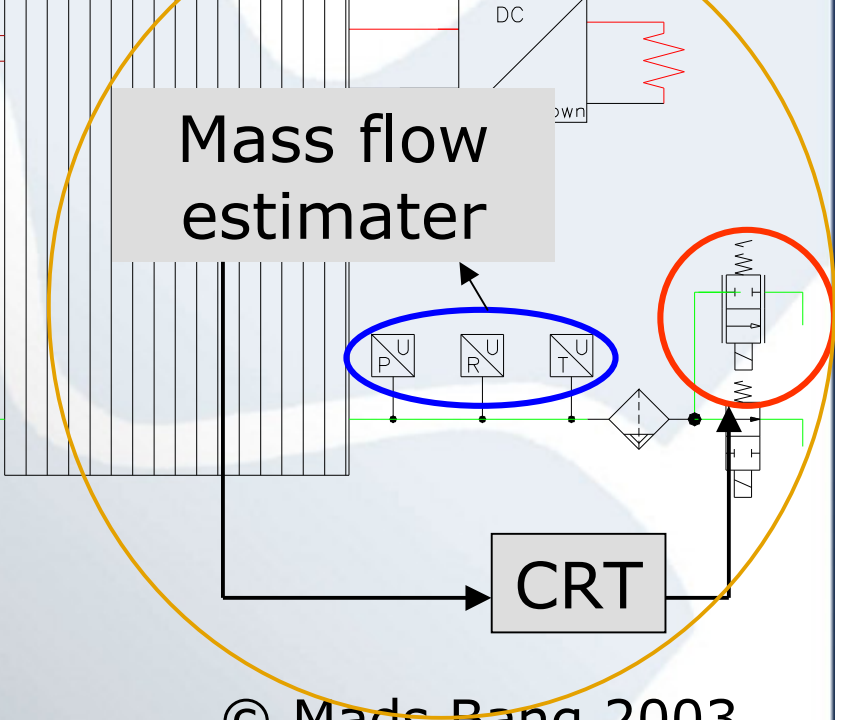 DC
own
Mass flow
estimater
U U U
P R T
CRT
© Mads Bang 2003